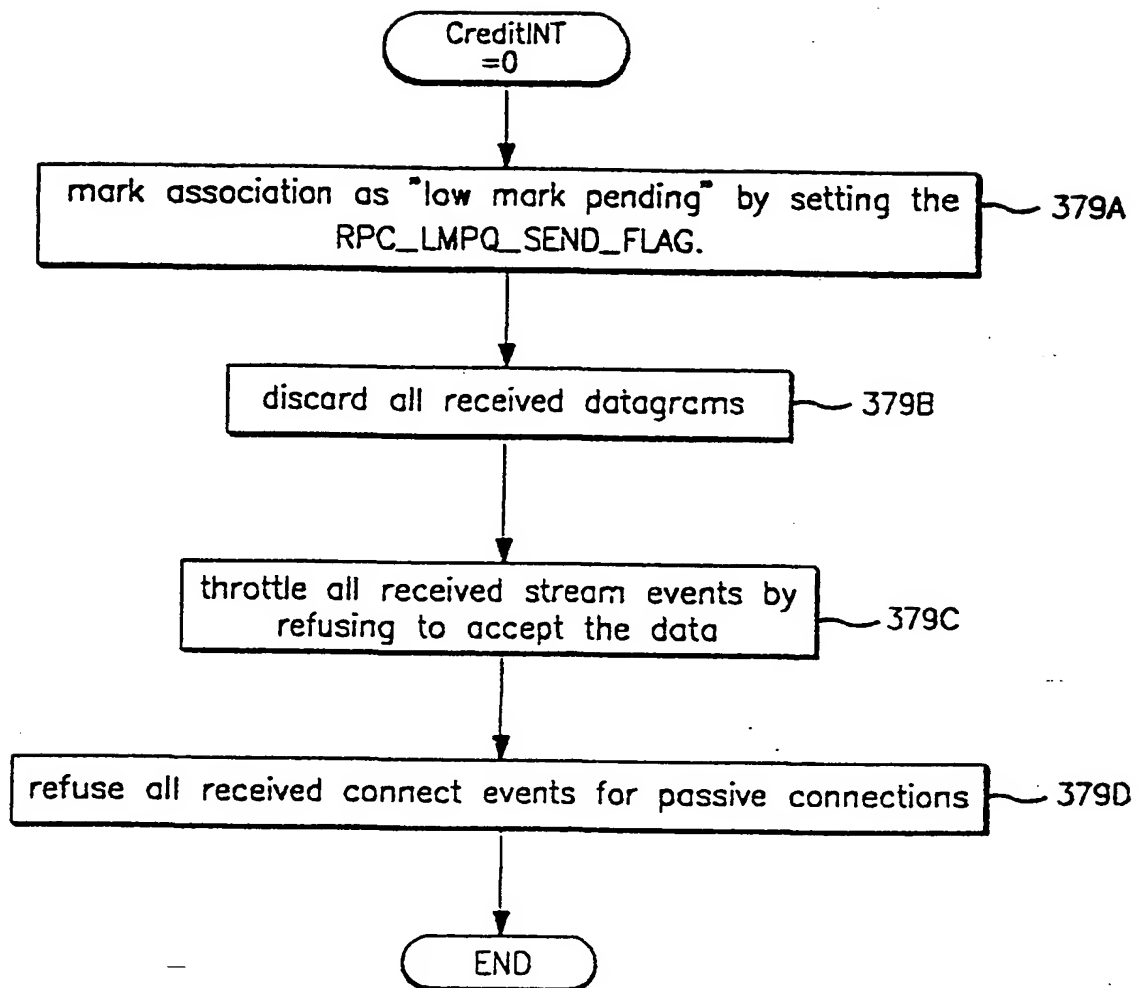 CreditINT
=0
mark association as "low mark pending" by setting the
RPC_LMPQ_SEND_FLAG.
379A
discard all received datagrams
379B
throttle all received stream events by
refusing to accept the data
379C
refuse all received connect events for passive connections
379D
END